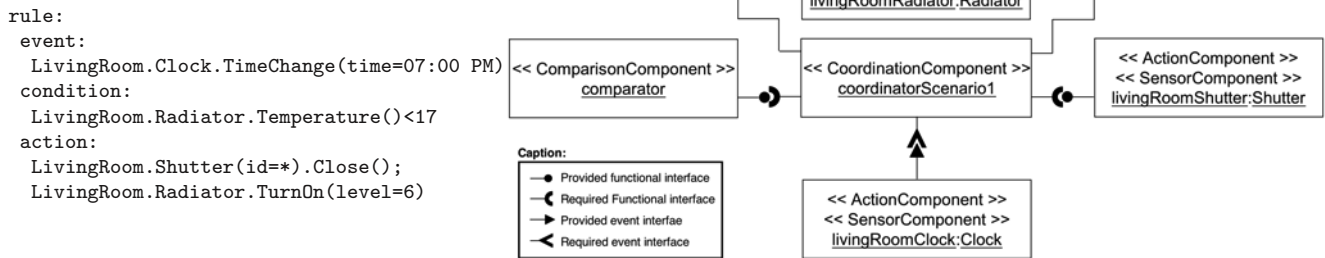 rule:
event:
LivingRoom.Clock.TimeChange(time=07:00 PM)
condition:
LivingRoom.Radiator.Temperature()<17
action:
LivingRoom.Shutter(id=*).Close();
LivingRoom.Radiator.TurnOn(level=6)
livingRoomRadiator:Radiator
<< ComparisonComponent >>
comparator
<< CoordinationComponent >>
coordinatorScenario1
<< ActionComponent >>
<< SensorComponent >>
livingRoomShutter:Shutter
Caption:
Provided functional interface
Required Functional interface
Provided event interfae
Required event interface
<< ActionComponent >>
<< SensorComponent >>
livingRoomClock:Clock